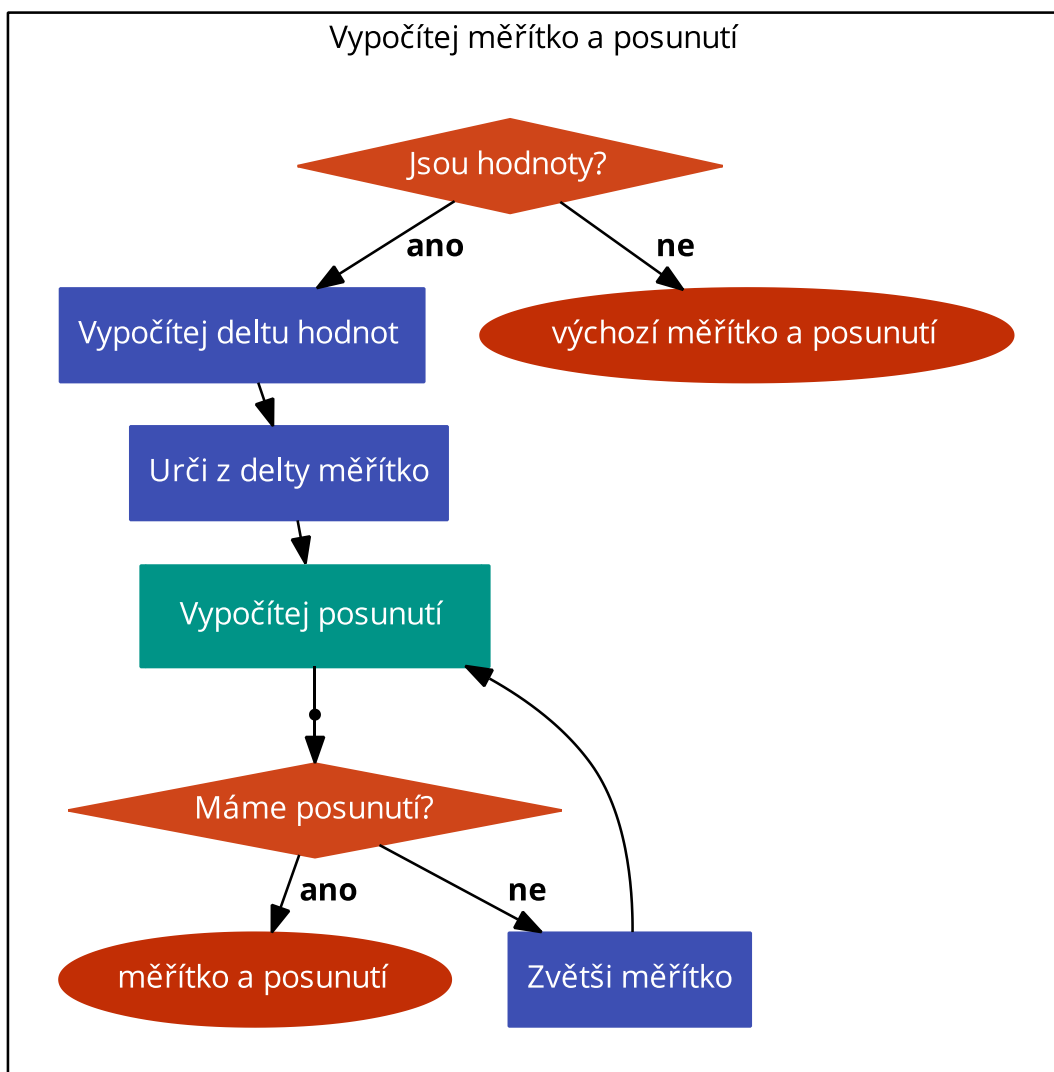 Vypočítej měřítko a posunutí
Jsou hodnoty?
ano
ne
Vypočítej deltu hodnot
výchozí měřítko a posunutí
Urči z delty měřítko
Vypočítej posunutí
Máme posunutí?
ano
ne
měřítko a posunutí
Zvětši měřítko